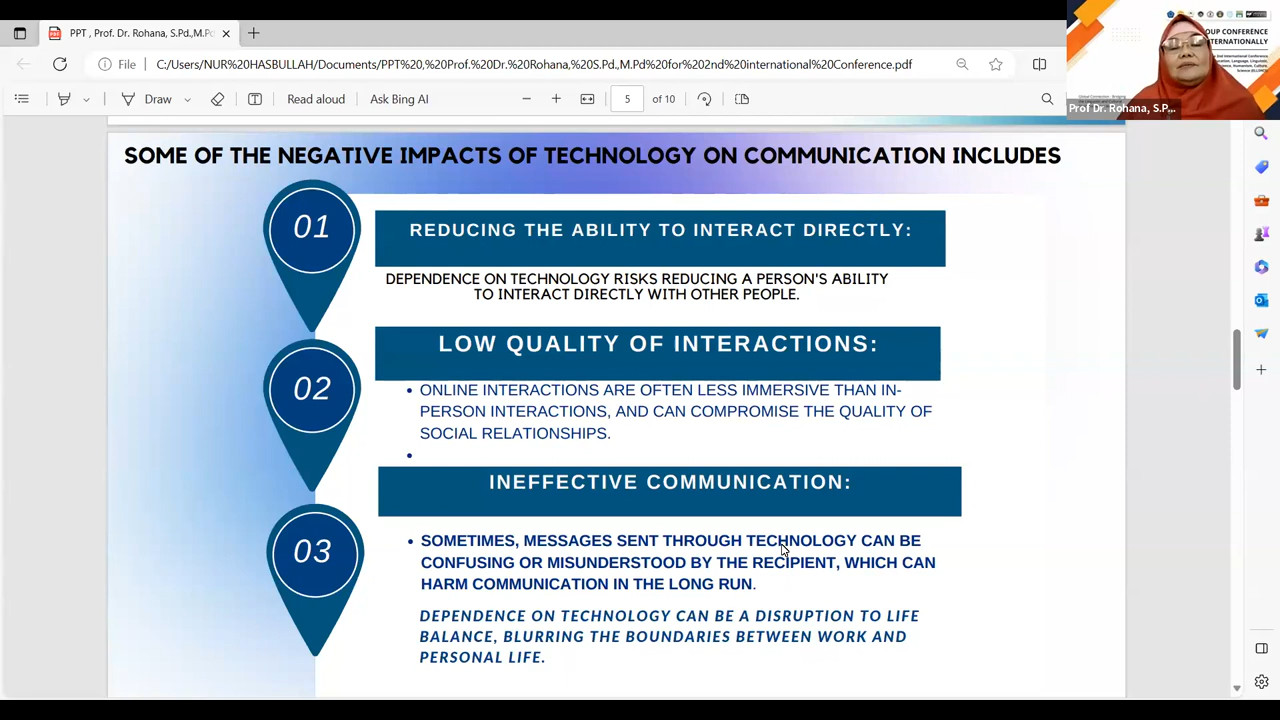 PPT , Prof. Dr. Rohana, S.Pd.,M.Pd
File
C:/Users/NUR%20HASBULLAH/Documents/PPT%20,%20Prof.%20Dr.%20Rohana,%20S.Pd.,M.Pd%20for%202nd%20international%20Conference.pdf
Draw
Read aloud
Ask Bing AI
5
of 10
OUP CONFERENCE
INTERNATIONALLY
Prof Dr. Rohana, S.P...
SOME OF THE NEGATIVE IMPACTS OF TECHNOLOGY ON COMMUNICATION INCLUDES
01
REDUCING THE ABILITY TO INTERACT DIRECTLY:
DEPENDENCE ON TECHNOLOGY RISKS REDUCING A PERSON'S ABILITY
TO INTERACT DIRECTLY WITH OTHER PEOPLE.
02
LOW QUALITY OF INTERACTIONS:
• ONLINE INTERACTIONS ARE OFTEN LESS IMMERSIVE THAN IN-
PERSON INTERACTIONS, AND CAN COMPROMISE THE QUALITY OF
SOCIAL RELATIONSHIPS.
•
INEFFECTIVE COMMUNICATION:
03
• SOMETIMES, MESSAGES SENT THROUGH TECHNOLOGY CAN BE
CONFUSING OR MISUNDERSTOOD BY THE RECIPIENT, WHICH CAN
HARM COMMUNICATION IN THE LONG RUN.
DEPENDENCE ON TECHNOLOGY CAN BE A DISRUPTION TO LIFE
BALANCE, BLURRING THE BOUNDARIES BETWEEN WORK AND
PERSONAL LIFE.